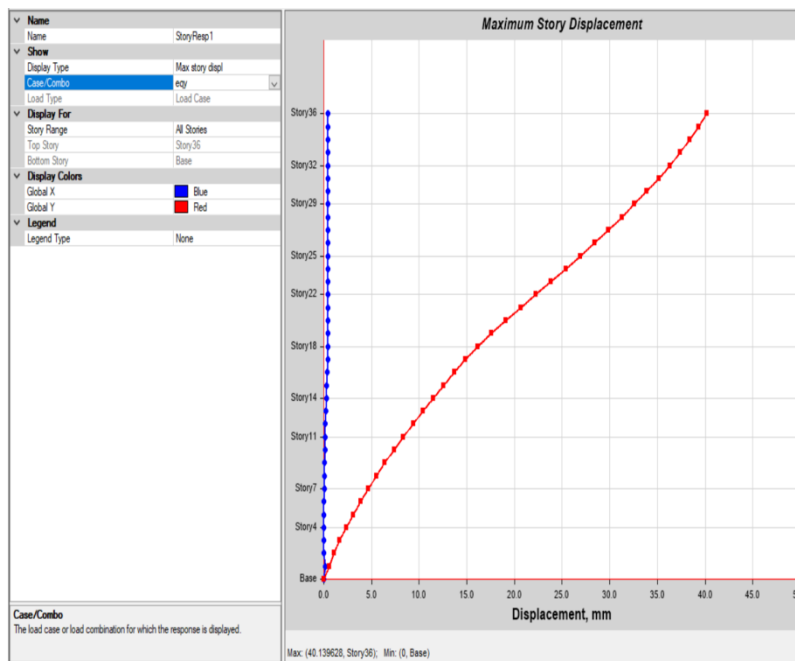 Name
Name StoryResp1
Show
Display Type Max story displ
Case/Combo eqy
Load Type Load Case
Display For
Story Range All Stories
Top Story Story36
Bottom Story Base
Display Colors
Global X Blue
Global Y Red
Legend
Legend Type None
Case/Combo
The load case or load combination for which the response is displayed.
Maximum Story Displacement
Story36
Story32
Story29
Story25
Story22
Story18
Story14
Story11
Story7
Story4
Base
0.0 5.0 10.0 15.0 20.0 25.0 30.0 35.0 40.0 45.0
Displacement, mm
Max: (40.139628, Story36); Min: (0, Base)